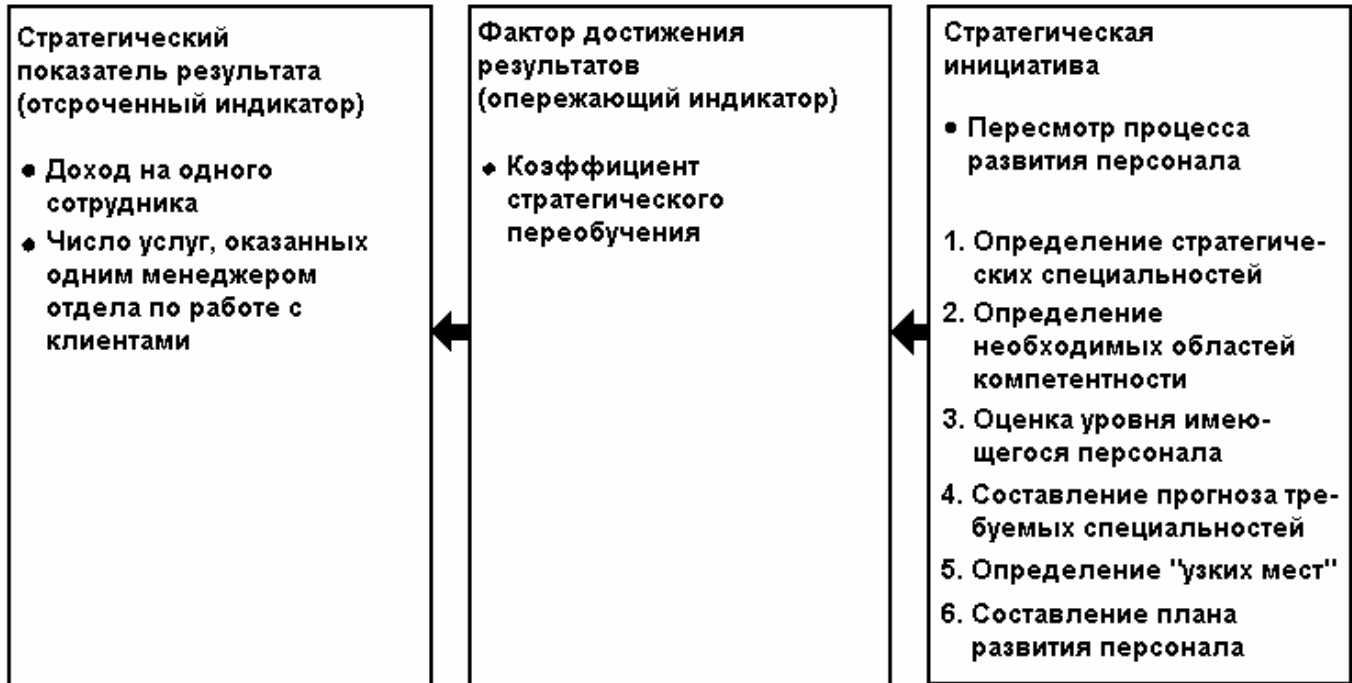 Стратегический
показатель результата
(отсроченный индикатор)
• Доход на одного
сотрудника
• Число услуг, оказанных
одним менеджером
отдела по работе с
клиентами
Фактор достижения
результатов
(опережающий индикатор)
• Коэффициент
стратегического
переобучения
Стратегическая
инициатива
• Пересмотр процесса
развития персонала
1. Определение стратегиче-
ских специальностей
2. Определение
необходимых областей
компетентности
3. Оценка уровня имею-
щегося персонала
4. Составление прогноза тре-
буемых специальностей
5. Определение "узких мест"
6. Составление плана
развития персонала